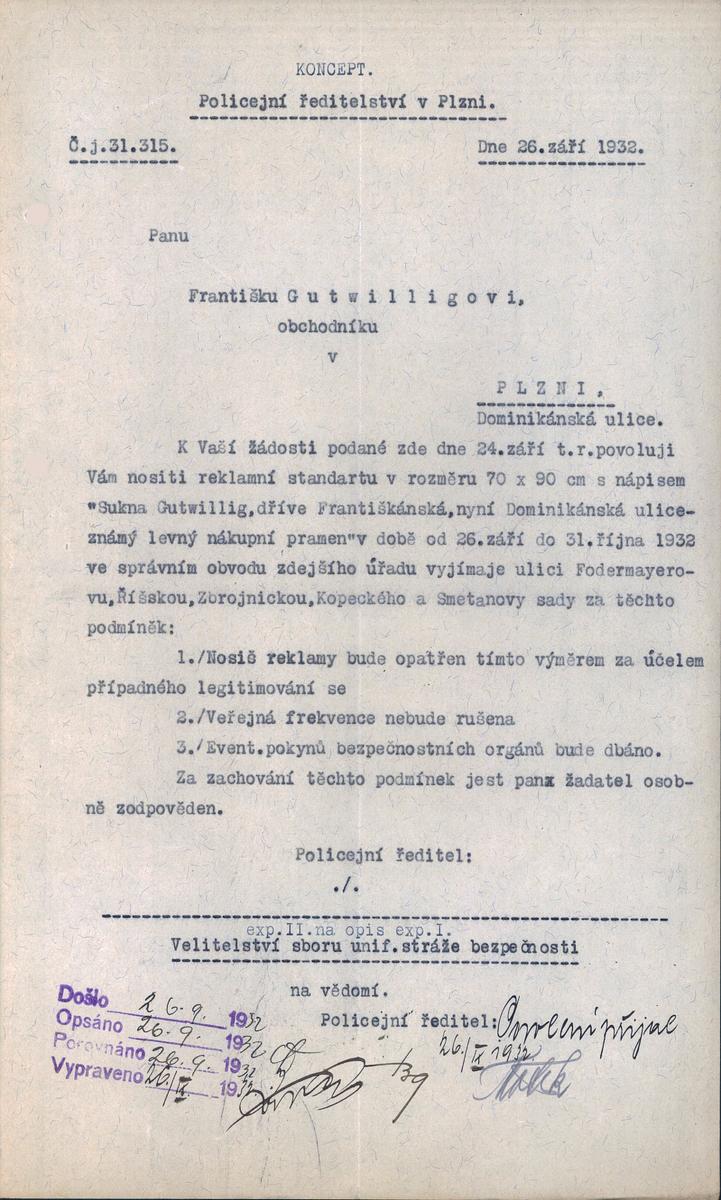 KONCEPT.
Policejní ředitelství v Plzni.
Č.j.31.315.
Dne 26.září 1932.
Panu
Františku G u t w i l l i g o v i,
obchodníku
v
P L Z N I ,
Dominikánská ulice.
K Vaší žádosti podané zde dne 24.září t.r.povoluji
Vám nositi reklamní standartu v rozměru 70 x 90 cm s nápisem
"Sukna Gutwillig,dříve Františkánská,nyní Dominikánská ulice-
známý levný nákupní pramen"v době od 26.září do 31.října 1932
ve správním obvodu zdejšího úřadu vyjímaje ulici Fodermayero-
vu,Říšskou,Zbrojnickou,Kopeckého a Smetanovy sady za těchto
podmíněk:
1./Nosič reklamy bude opatřen tímto výměrem za účelem
případného legitimování se
2./Veřejná frekvence nebude rušena
3./Event.pokynů bezpečnostních orgánů bude dbáno.
Za zachování těchto podmínek jest panx žadatel osob-
ně zodpověden.
Policejní ředitel:
./.
exp.II.na opis exp.I.
Velitelství sboru unif.stráže bezpečnosti
na vědomí.
Policejní ředitel:
Povolení přijal
26./IX 1932
Došlo 26.9. 1932
Opsáno 26.9. 1932
Porovnáno 26.9. 1932
Vypraveno 26/IX 1932